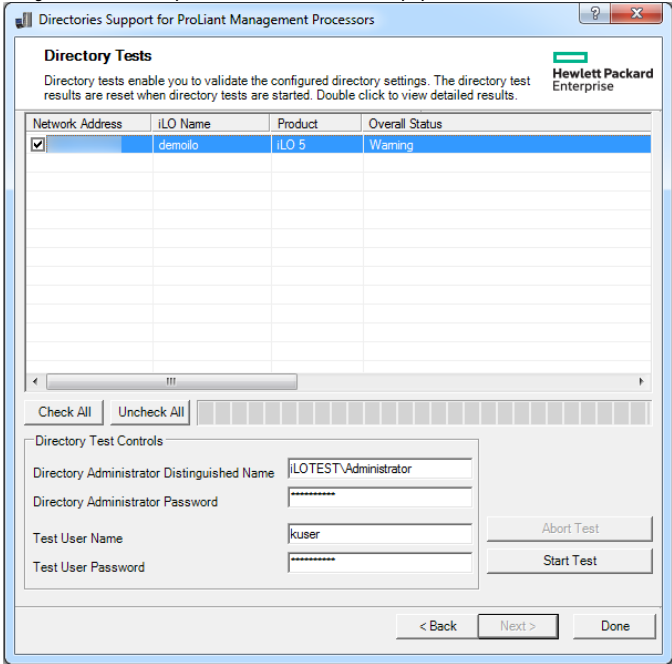 Directories Support for ProLiant Management Processors
Directory Tests
Directory tests enable you to validate the configured directory settings. The directory test
results are reset when directory tests are started. Double click to view detailed results.
Hewlett Packard
Enterprise
Network Address iLO Name Product Overall Status
demoilo iLO 5 Warning
Check All Uncheck All
Directory Test Controls
Directory Administrator Distinguished Name iLOTEST\Administrator
Directory Administrator Password **********
Test User Name kuser
Test User Password **********
Abort Test
Start Test
< Back Next > Done